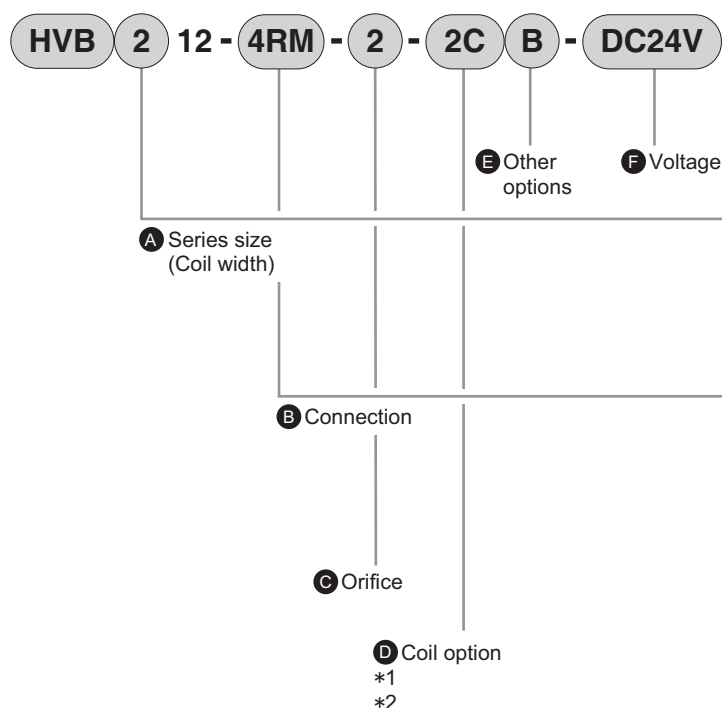 HVB 2 12 - 4RM - 2 - 2C B - DC24V
E Other
options
F Voltage
A Series size
(Coil width)
B Connection
C Orifice
D Coil option
*1
*2